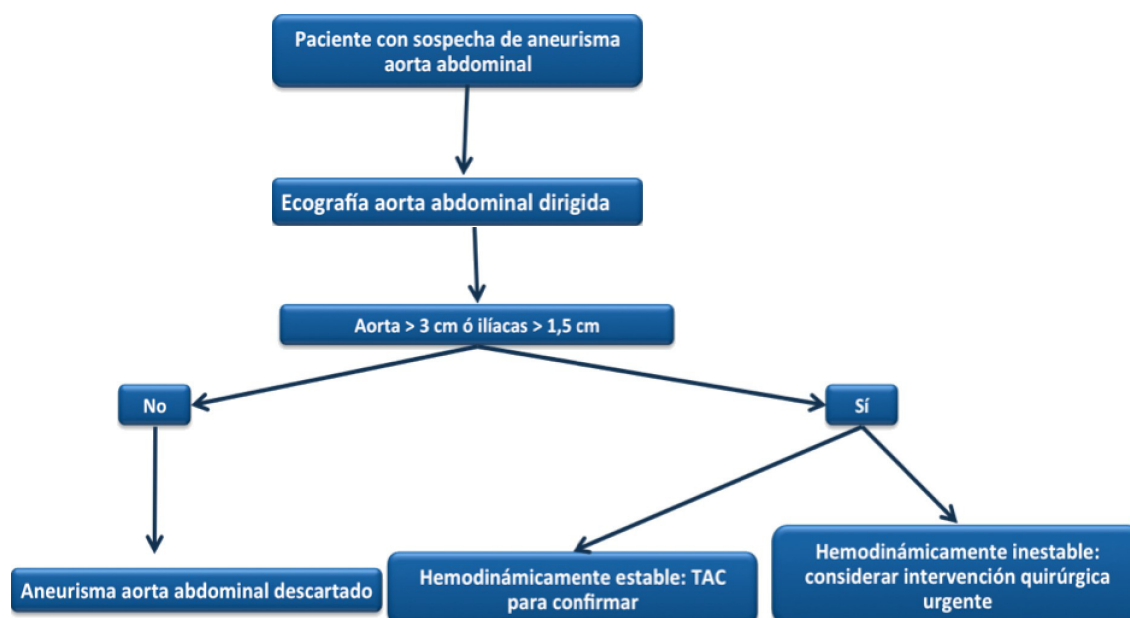 Paciente con sospecha de aneurisma
aorta abdominal
Ecografía aorta abdominal dirigida
Aorta > 3 cm ó ilíacas > 1,5 cm
No
Sí
Aneurisma aorta abdominal descartado
Hemodinámicamente estable: TAC
para confirmar
Hemodinámicamente inestable:
considerar intervención quirúrgica
urgente